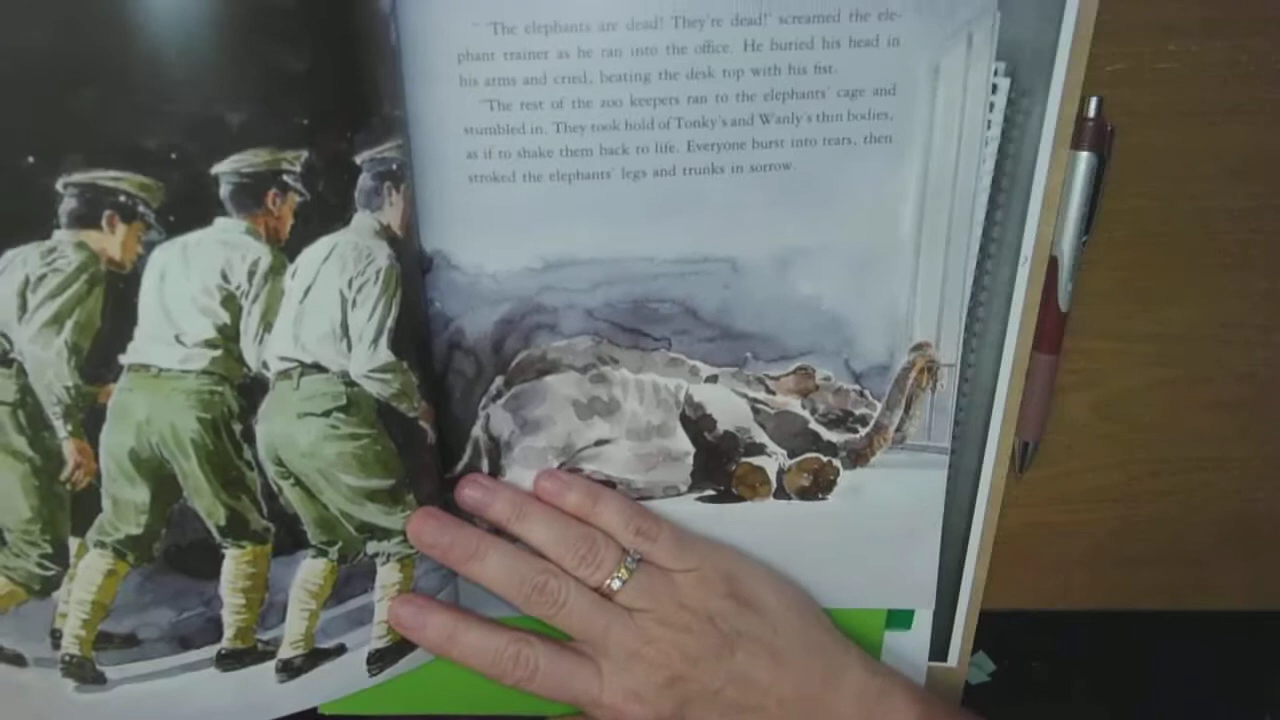 " 'The elephants are dead! They're dead!' screamed the ele-
phant trainer as he ran into the office. He buried his head in
his arms and cried, beating the desk top with his fist.
"The rest of the zoo keepers ran to the elephants' cage and
stumbled in. They took hold of Tonky's and Wanly's thin bodies,
as if to shake them back to life. Everyone burst into tears, then
stroked the elephants' legs and trunks in sorrow.